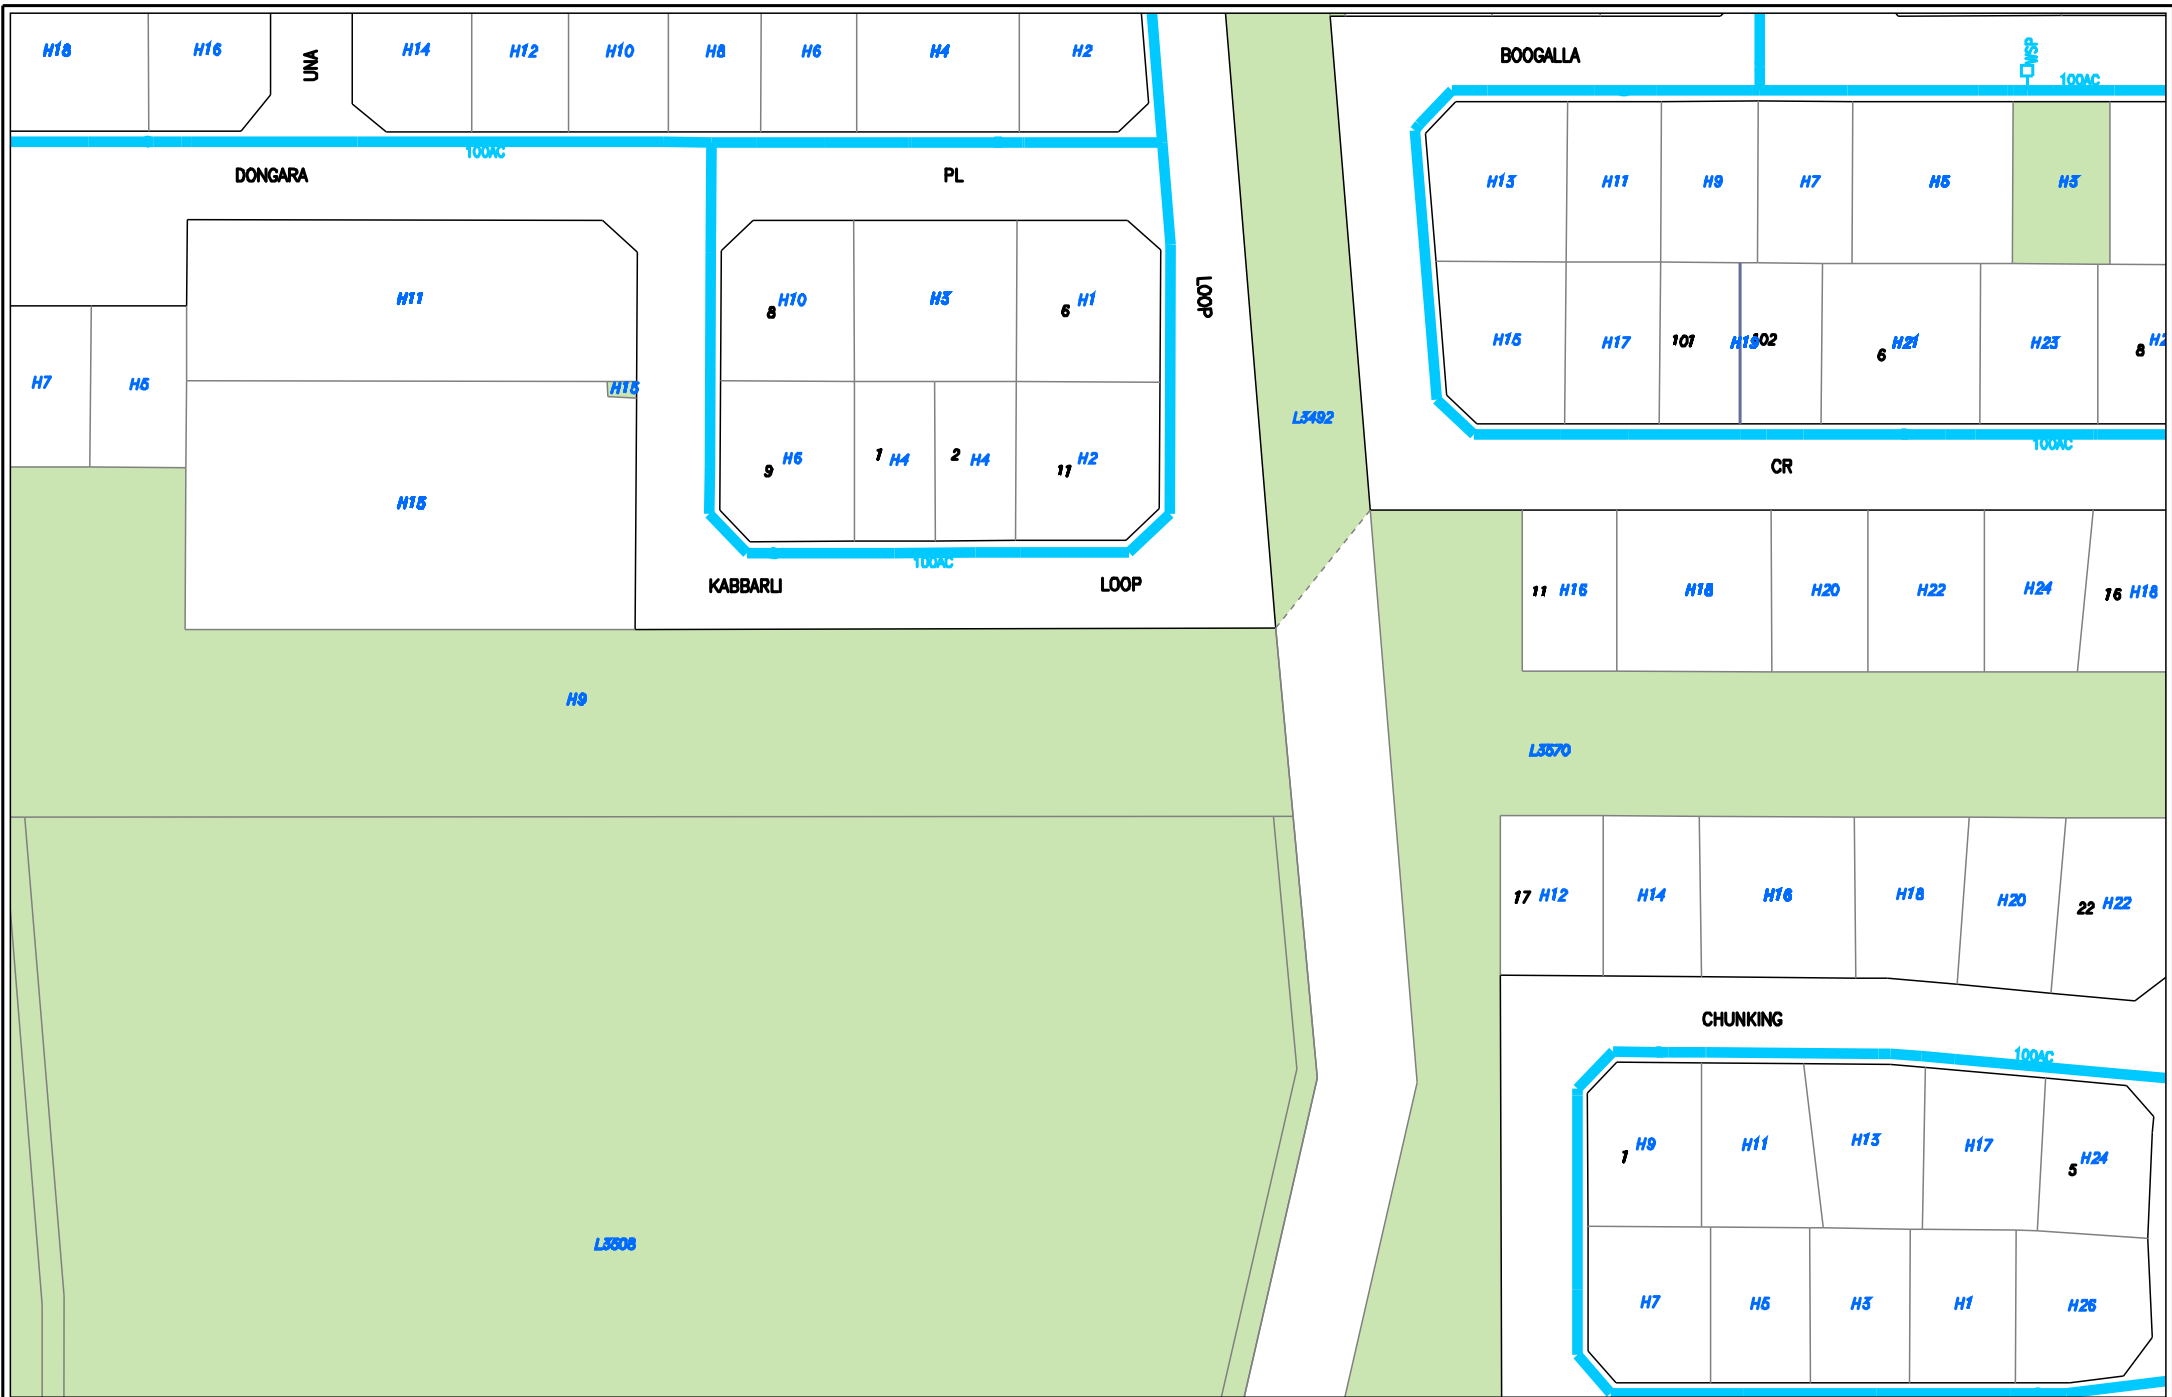 H18 H16 UNA H14 H12 H10 H8 H6 H4 H2 BOOGALLA WSP
100AC
100AC
DONGARA PL
H13 H11 H9 H7 H5 H3
H11 8 H10 H3 6 H1 LOOP
H15 H17 101 H19 102 6 H21 H23 8
H7 H5 H15
L3492
100AC
9 H6 1 H4 2 H4 11 H2 CR
H15
100AC
KABBARLI LOOP
11 H16 H18 H20 H22 H24 16 H18
H9
L3570
17 H12 H14 H16 H18 H20 22 H22
CHUNKING
100AC
1 H9 H11 H13 H17 5 H24
L3508
H7 H5 H3 H1 H26